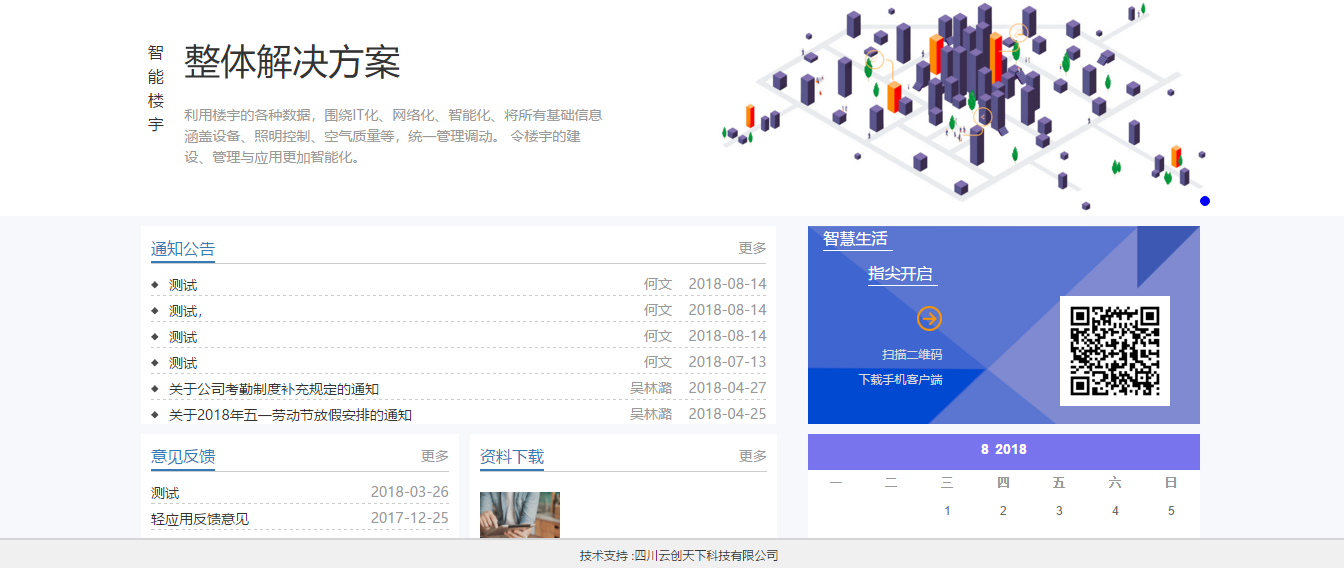 智能楼宇
整体解决方案
利用楼宇的各种数据，围绕IT化、网络化、智能化、将所有基础信息
涵盖设备、照明控制、空气质量等，统一管理调动。 令楼宇的建
设、管理与应用更加智能化。
通知公告 更多
测试 何文 2018-08-14
测试， 何文 2018-08-14
测试 何文 2018-08-14
测试 何文 2018-07-13
关于公司考勤制度补充规定的通知 吴林潞 2018-04-27
关于2018年五一劳动节放假安排的通知 吴林潞 2018-04-25
智慧生活
指尖开启
扫描二维码
下载手机客户端
意见反馈 更多
测试 2018-03-26
轻应用反馈意见 2017-12-25
资料下载 更多
8 2018
一 二 三 四 五 六 日
1 2 3 4 5
技术支持 :四川云创天下科技有限公司